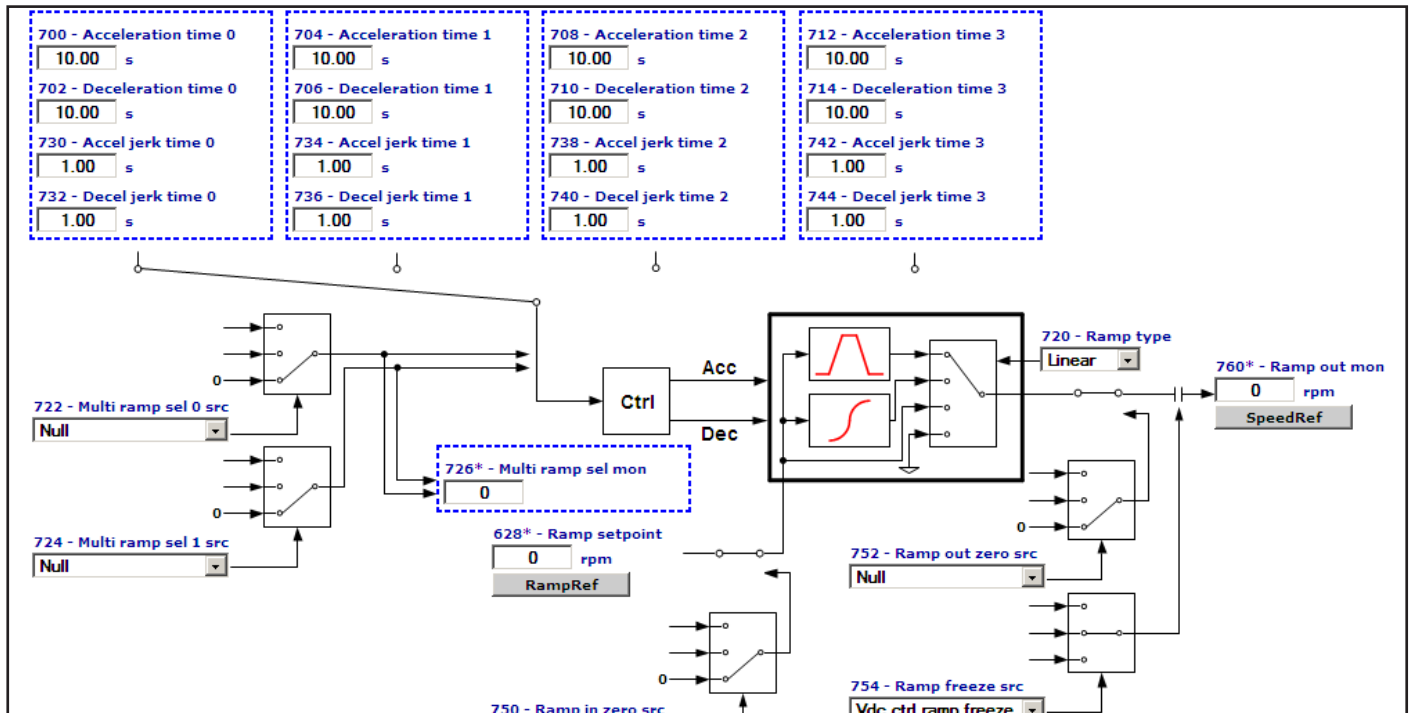 700 - Acceleration time 0
10.00 s
702 - Deceleration time 0
10.00 s
730 - Accel jerk time 0
1.00 s
732 - Decel jerk time 0
1.00 s
704 - Acceleration time 1
10.00 s
706 - Deceleration time 1
10.00 s
734 - Accel jerk time 1
1.00 s
736 - Decel jerk time 1
1.00 s
708 - Acceleration time 2
10.00 s
710 - Deceleration time 2
10.00 s
738 - Accel jerk time 2
1.00 s
740 - Decel jerk time 2
1.00 s
712 - Acceleration time 3
10.00 s
714 - Deceleration time 3
10.00 s
742 - Accel jerk time 3
1.00 s
744 - Decel jerk time 3
1.00 s
0
722 - Multi ramp sel 0 src
Null
0
724 - Multi ramp sel 1 src
Null
726* - Multi ramp sel mon
0
Ctrl
Acc
Dec
628* - Ramp setpoint
0 rpm
RampRef
0
750 - Ramp in zero src
720 - Ramp type
Linear
760* - Ramp out mon
0 rpm
SpeedRef
0
752 - Ramp out zero src
Null
754 - Ramp freeze src
Vdc ctrl ramp freeze